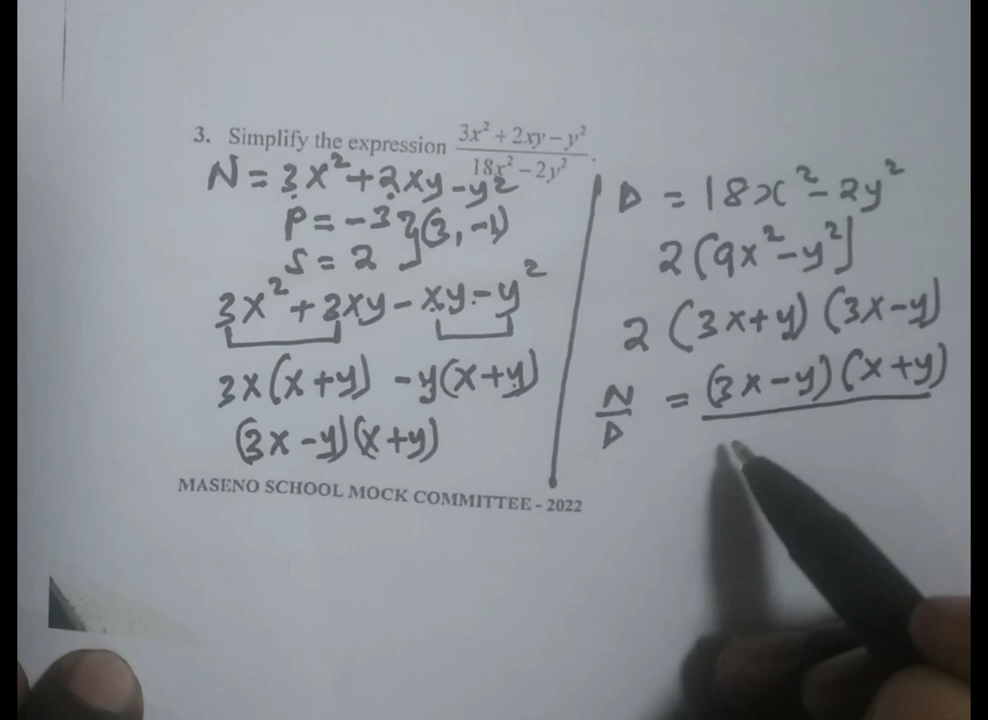 3. Simplify the expression (3x² + 2xy – y²)/(18x² – 2y²).
N = 3x² + 2xy - y²
P = -3 } (3, -1)
S = 2
3x² + 3xy - xy - y²
3x(x + y) - y(x + y)
(3x - y)(x + y)
MASENO SCHOOL MOCK COMMITTEE - 2022
D = 18x² - 2y²
2(9x² - y²)
2 (3x + y) (3x - y)
N/D = (3x - y)(x + y)